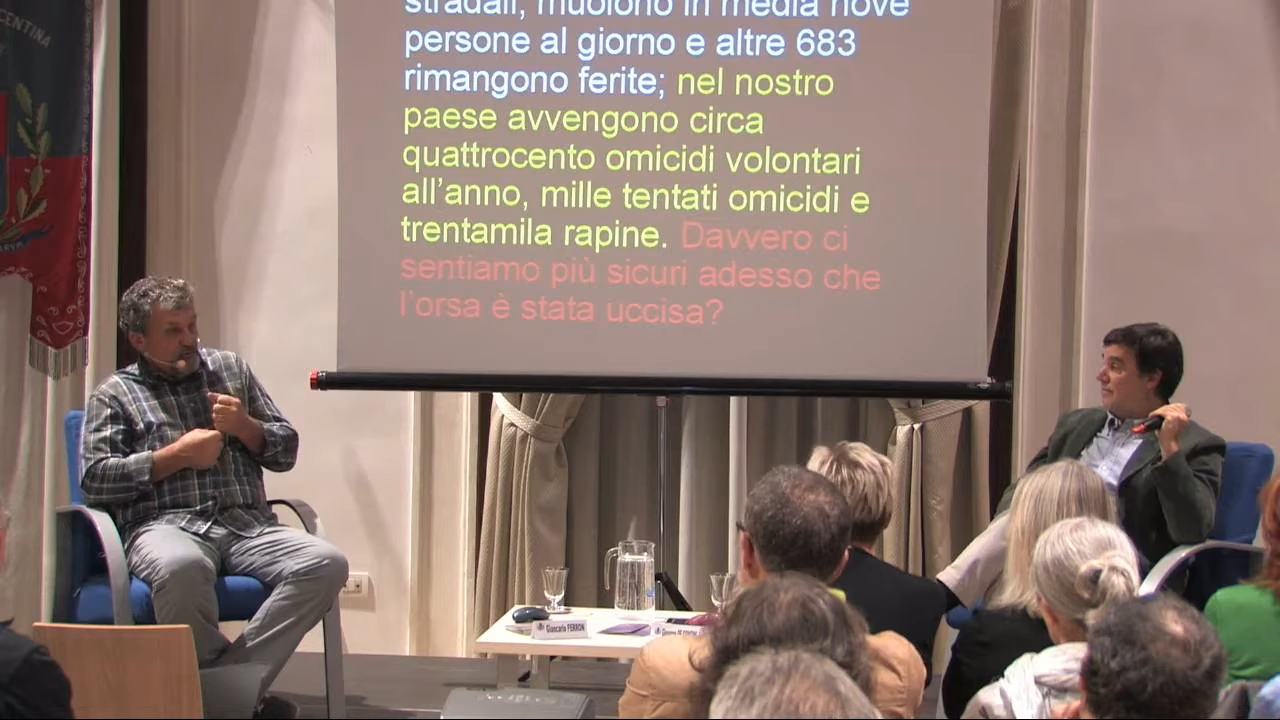 CENTINA
stradali, muoiono in media nove
persone al giorno e altre 683
rimangono ferite; nel nostro
paese avvengono circa
quattrocento omicidi volontari
all'anno, mille tentati omicidi e
trentamila rapine. Davvero ci
sentiamo più sicuri adesso che
l'orsa è stata uccisa?
Giancarlo FERRON